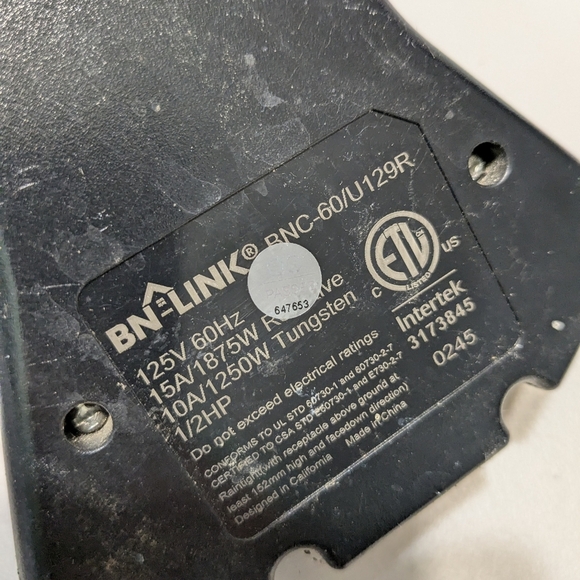 BN-LINK® BNC-60/U129R
125V 60Hz
15A/1875W
10A/1250W Tungsten
1/2HP
Do not exceed electrical ratings
CONFORMS TO UL STD 60730-1 and 60730-2-7
CERTIFIED TO CSA STD E60730-1 and E730-2-7
Raintight(with receptacle above ground at
least 152mm high and facedown direction)
Designed in California
Made in China
647653
ETL
CM
LISTED
C
US
Intertek
3173845
0245